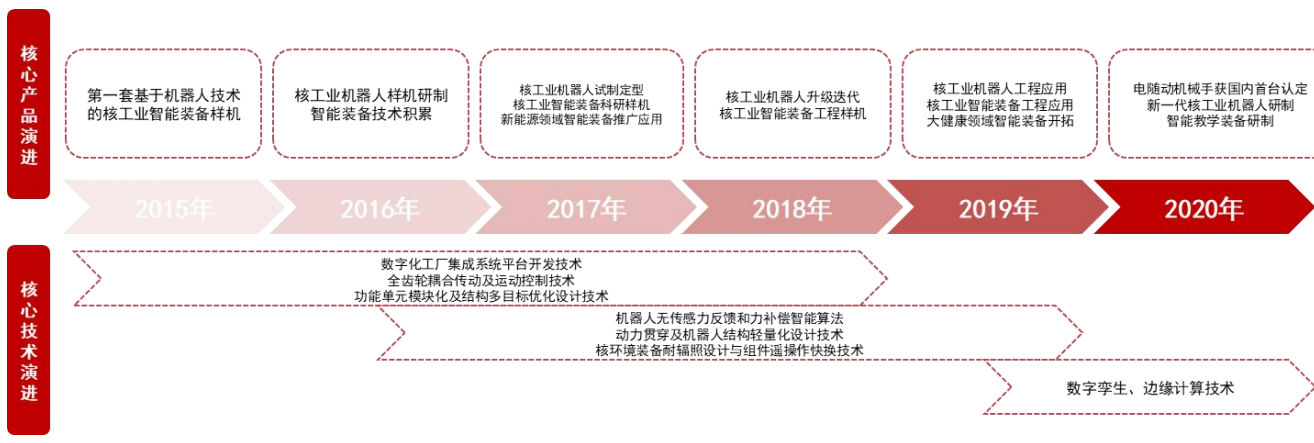 核心产品演进
第一套基于机器人技术
的核工业智能装备样机
核工业机器人样机研制
智能装备技术积累
核工业机器人试制定型
核工业智能装备科研样机
新能源领域智能装备推广应用
核工业机器人升级迭代
核工业智能装备工程样机
核工业机器人工程应用
核工业智能装备工程应用
大健康领域智能装备开拓
电随动机械手获国内首台认定
新一代核工业机器人研制
智能教学装备研制
2015年
2016年
2017年
2018年
2019年
2020年
核心技术演进
数字化工厂集成系统平台开发技术
全齿轮耦合传动及运动控制技术
功能单元模块化及结构多目标优化设计技术
机器人无传感力反馈和力补偿智能算法
动力贯穿及机器人结构轻量化设计技术
核环境装备耐辐照设计与组件遥操作快换技术
数字孪生、边缘计算技术